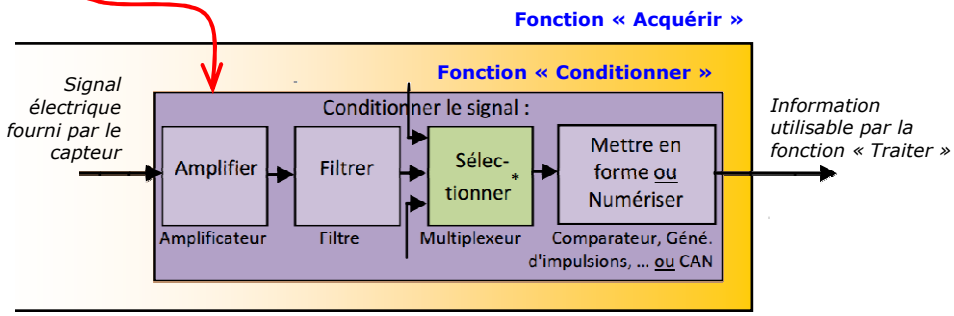 Fonction « Acquérir »
Fonction « Conditionner »
Signal
électrique
fourni par le
capteur
Conditionner le signal :
Amplifier
Filtrer
Sélec-
tionner*
Mettre en
forme ou
Numériser
Amplificateur
Filtre
Multiplexeur
Comparateur, Géné.
d'impulsions, ... ou CAN
Information
utilisable par la
fonction « Traiter »